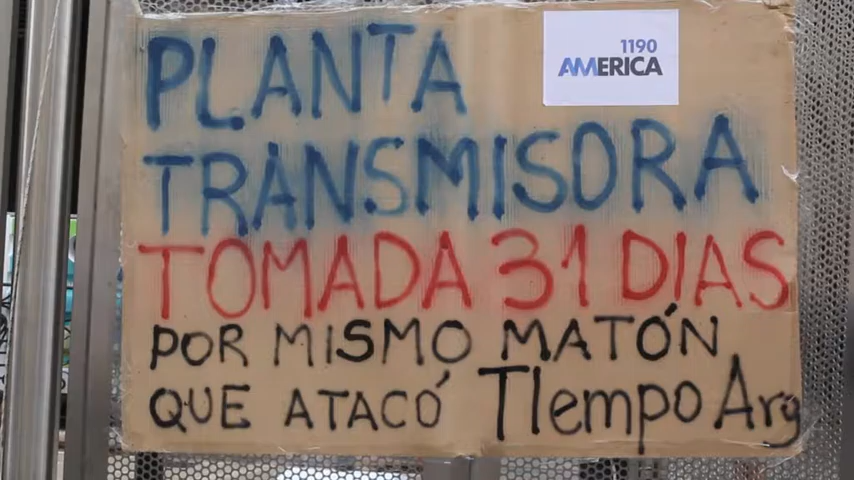 1190
AMERICA
PLANTA
TRANSMISORA
TOMADA 31 DIAS
POR MISMO MATÓN
QUE ATACÓ TIempo Arg